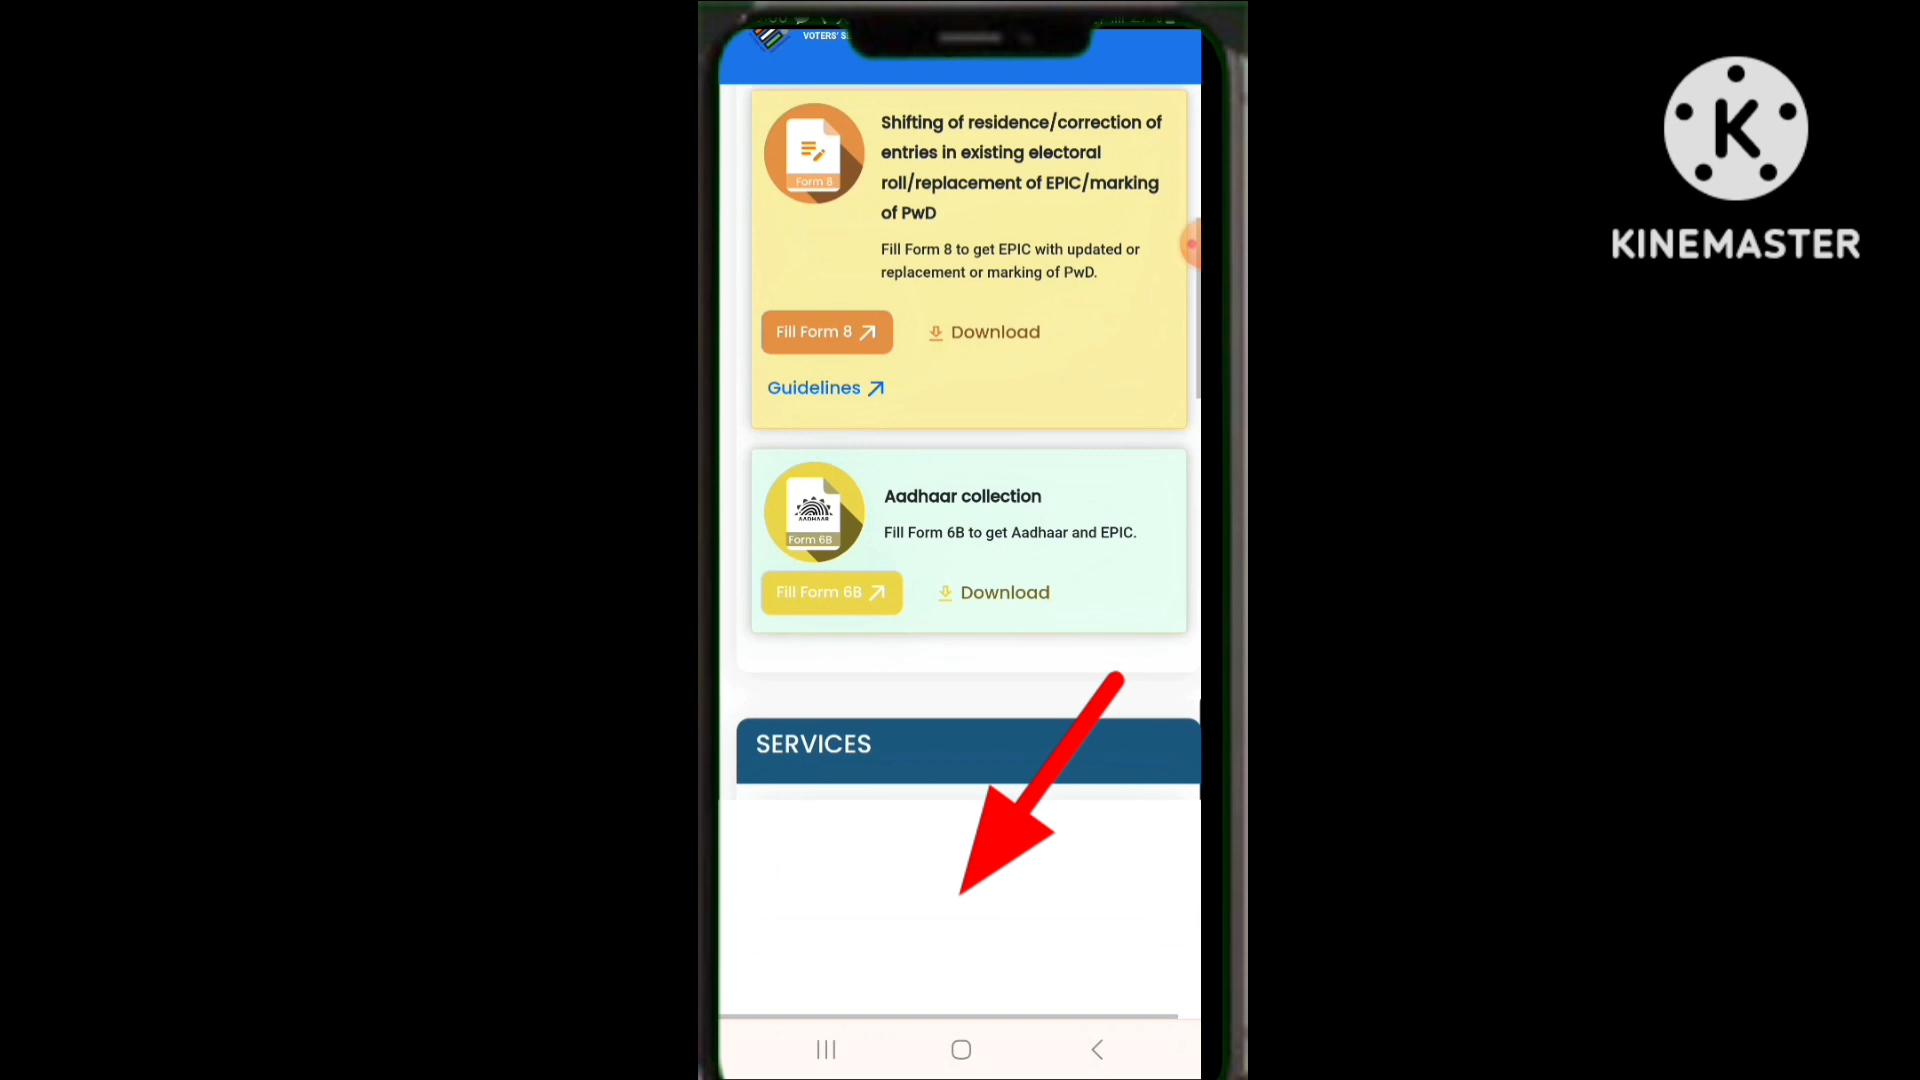 VOTERS' S
Shifting of residence/correction of
entries in existing electoral
roll/replacement of EPIC/marking
of PwD
Form 8
Fill Form 8 to get EPIC with updated or
replacement or marking of PwD.
Fill Form 8
Download
Guidelines
Aadhaar collection
AADHAAR
Form 6B
Fill Form 6B to get Aadhaar and EPIC.
Fill Form 6B
Download
SERVICES
K
KINEMASTER